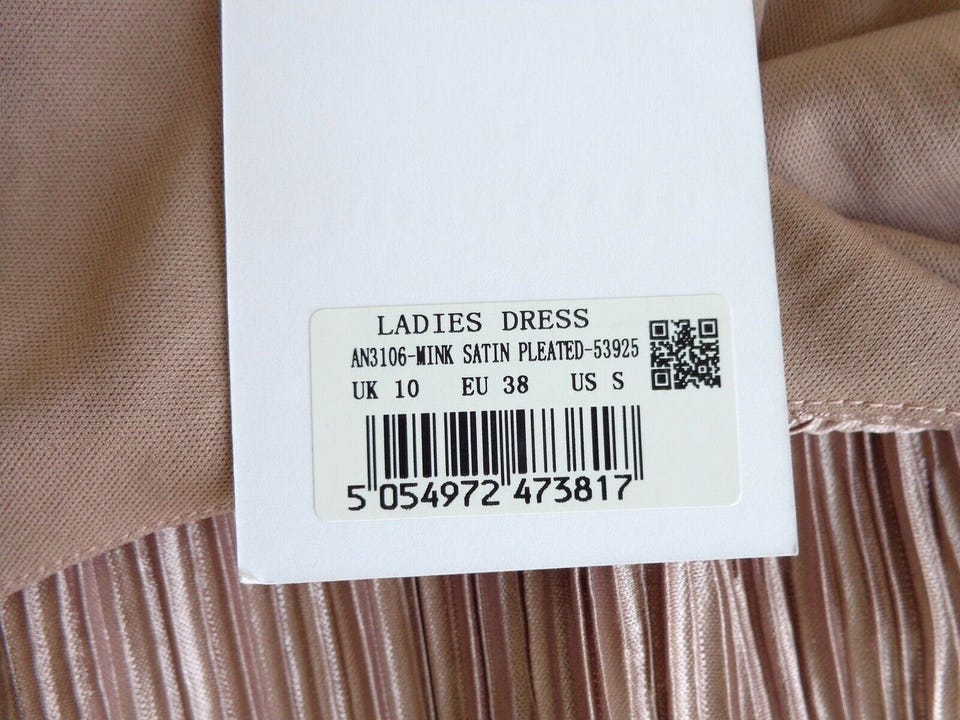 LADIES DRESS
AN3106-MINK SATIN PLEATED-53925
UK 10 EU 38 US S
5 054972 473817